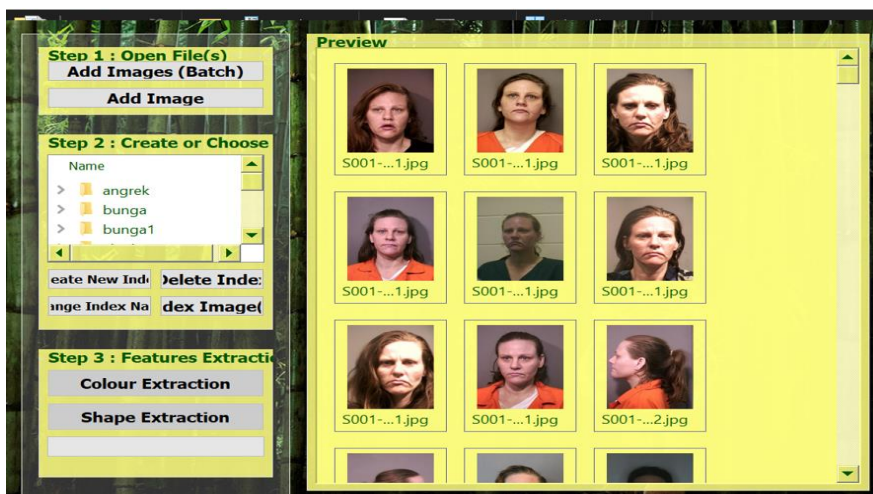 Step 1 : Open File(s)
Add Images (Batch)
Add Image
Step 2 : Create or Choose
Name
angrek
bunga
bunga1
eate New Ind
elete Inde
nge Index Na
dex Image(
Step 3 : Features Extractio
Colour Extraction
Shape Extraction
Preview
S001-...1.jpg
S001-...1.jpg
S001-...1.jpg
S001-...1.jpg
S001-...1.jpg
S001-...1.jpg
S001-...1.jpg
S001-...1.jpg
S001-...2.jpg